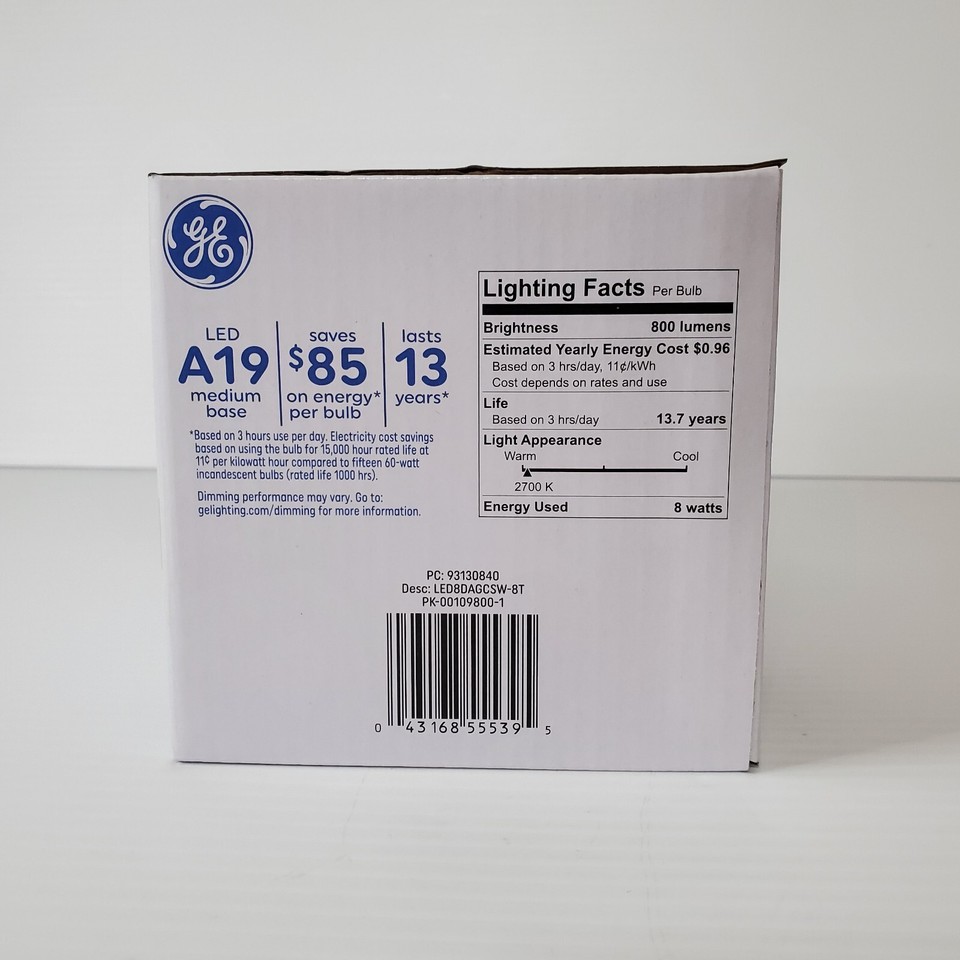 GE
LED
A19
medium
base
saves
$85
on energy*
per bulb
lasts
13
years*
*Based on 3 hours use per day. Electricity cost savings
based on using the bulb for 15,000 hour rated life at
11¢ per kilowatt hour compared to fifteen 60-watt
incandescent bulbs (rated life 1000 hrs).
Dimming performance may vary. Go to:
gelighting.com/dimming for more information.
Lighting Facts Per Bulb
Brightness 800 lumens
Estimated Yearly Energy Cost $0.96
Based on 3 hrs/day, 11¢/kWh
Cost depends on rates and use
Life
Based on 3 hrs/day 13.7 years
Light Appearance
Warm Cool
2700 K
Energy Used 8 watts
PC: 93130840
Desc: LED8DAGCSW-8T
PK-00109800-1
0 43168 55539 5